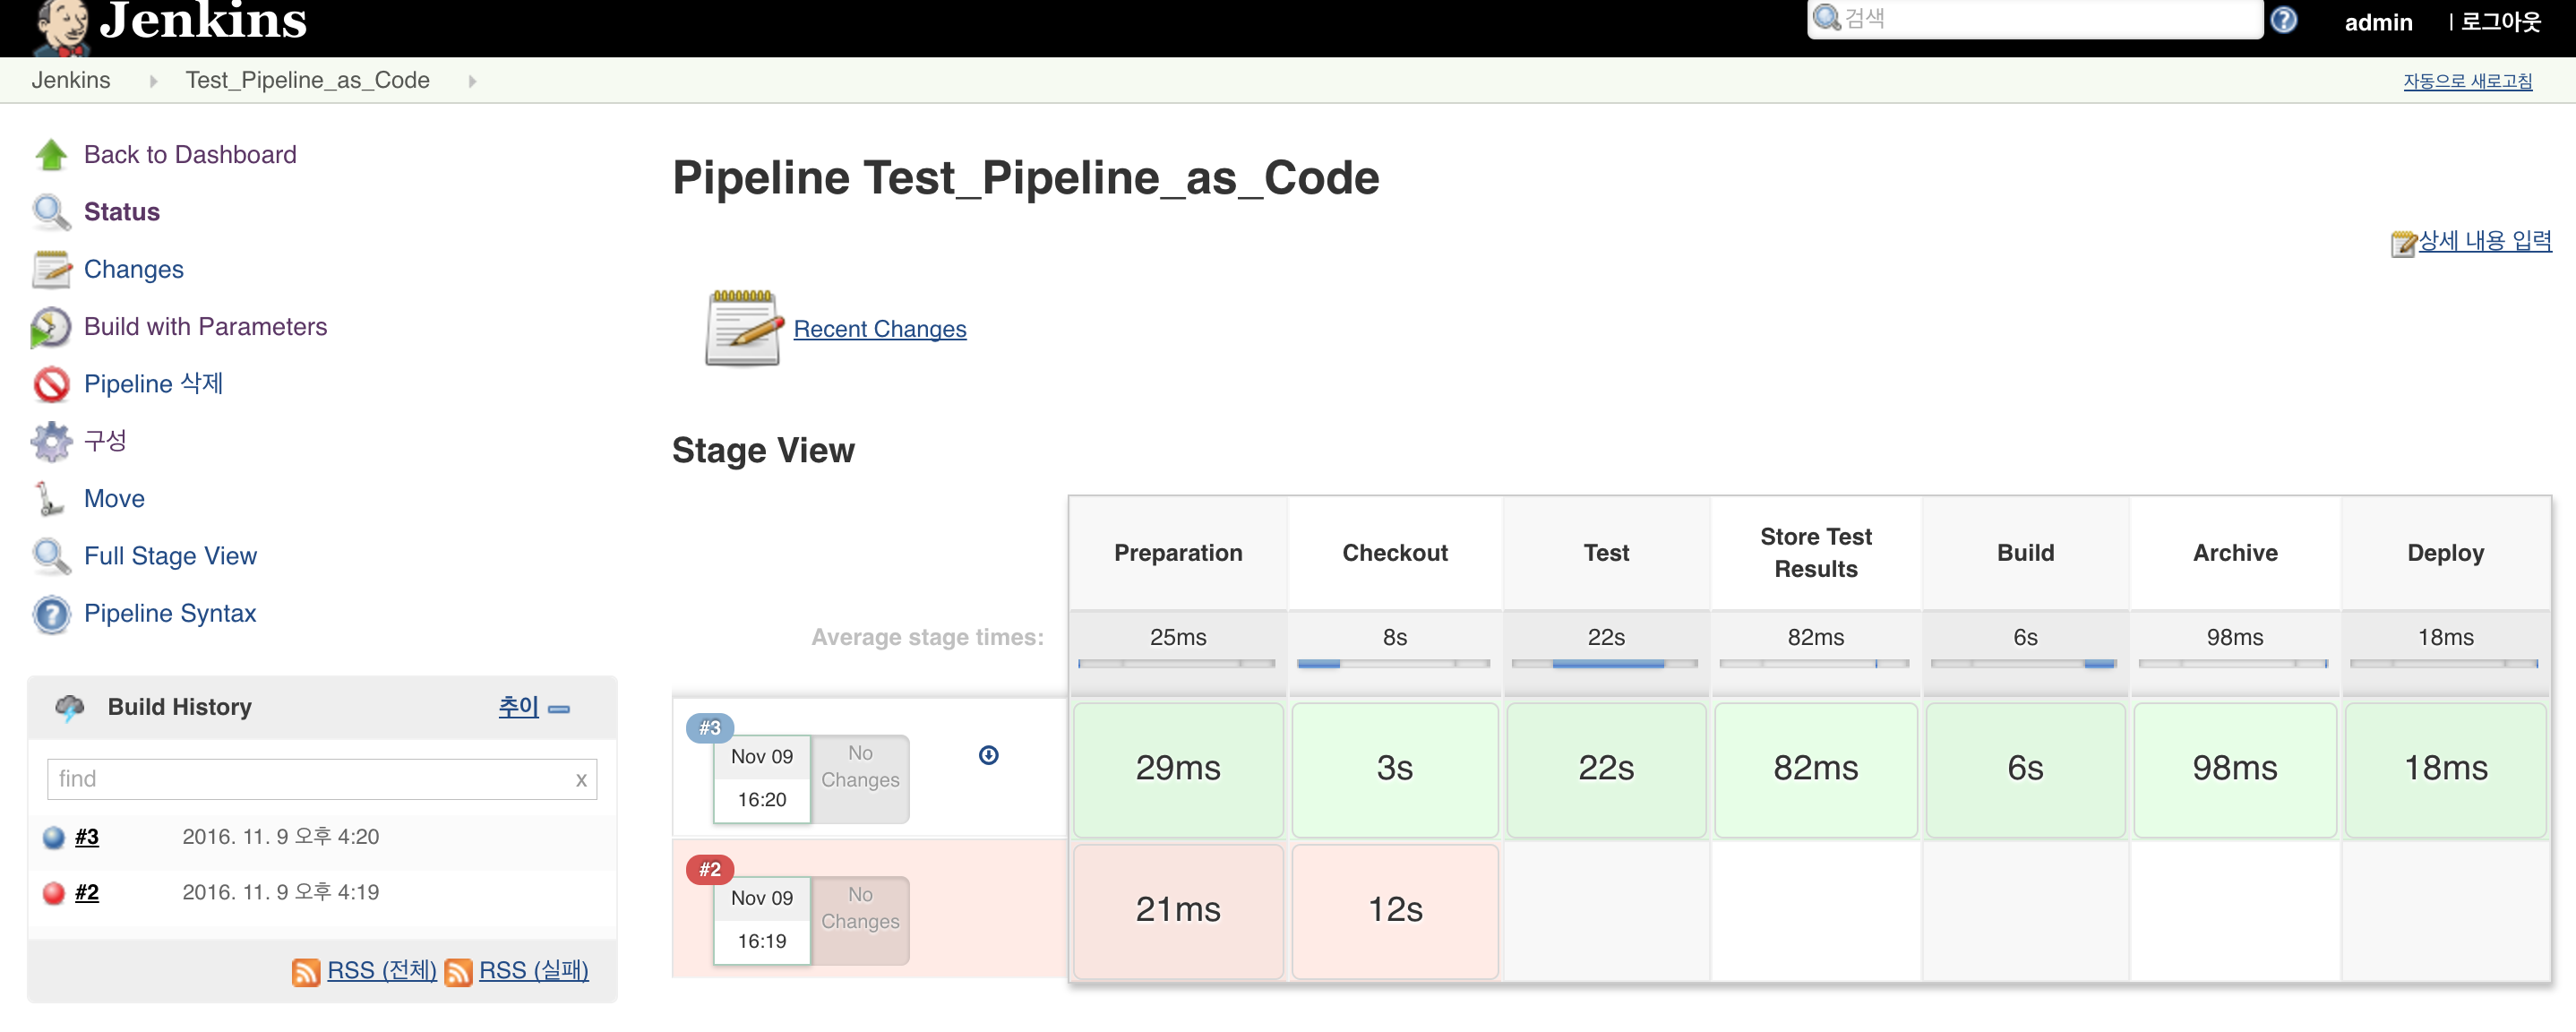 Jenkins
검색
admin
| 로그아웃
Jenkins
Test_Pipeline_as_Code
자동으로 새로고침
Back to Dashboard
Status
Changes
Build with Parameters
Pipeline 삭제
구성
Move
Full Stage View
Pipeline Syntax
Build History
추이
find
x
#3 2016. 11. 9 오후 4:20
#2 2016. 11. 9 오후 4:19
RSS (전체) RSS (실패)
Pipeline Test_Pipeline_as_Code
상세 내용 입력
Recent Changes
Stage View
Preparation Checkout Test Store Test Results Build Archive Deploy
Average stage times: 25ms 8s 22s 82ms 6s 98ms 18ms
#3
Nov 09
16:20
No
Changes
29ms 3s 22s 82ms 6s 98ms 18ms
#2
Nov 09
16:19
No
Changes
21ms 12s